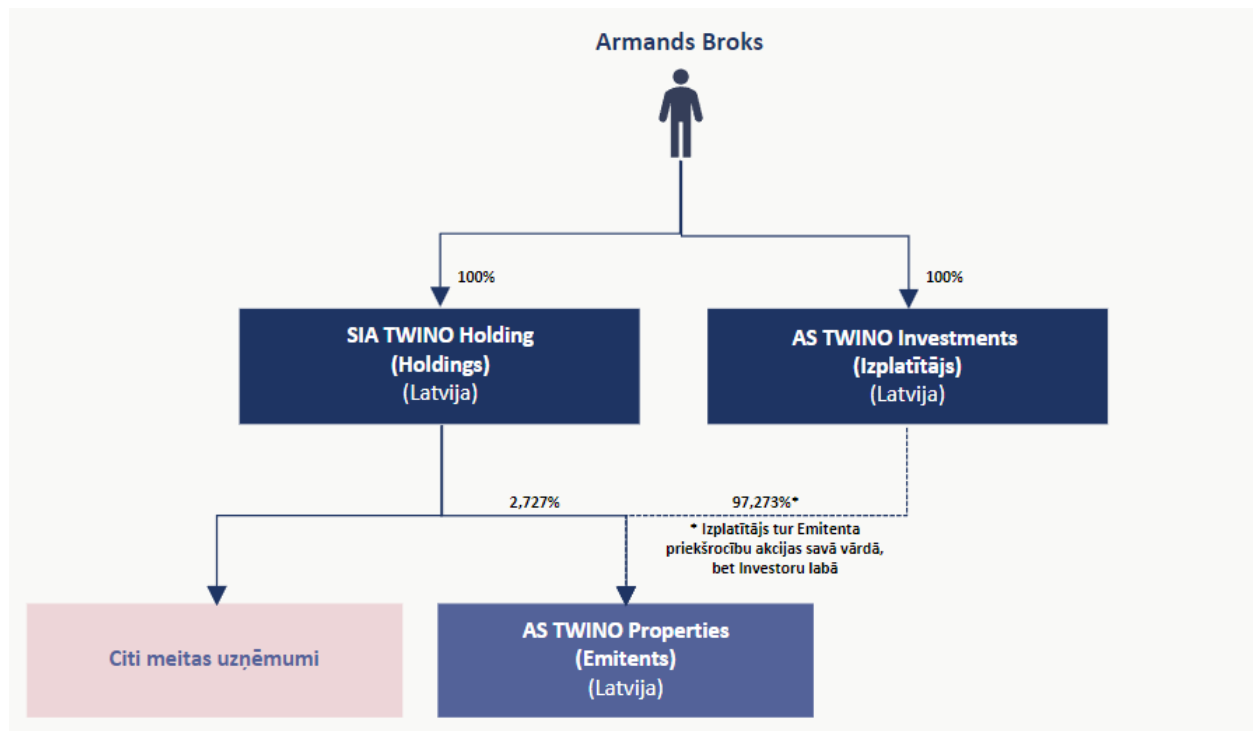 Armands Broks
100%
100%
SIA TWINO Holding
(Holdings)
(Latvija)
AS TWINO Investments
(Izplatītājs)
(Latvija)
2,727%
97,273%*
* Izplatītājs tur Emitenta
priekšrocību akcijas savā vārdā,
bet Investoru labā
Citi meitas uzņēmumi
AS TWINO Properties
(Emitents)
(Latvija)